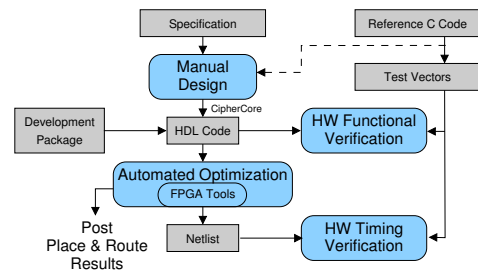 Specification
Reference C Code
Manual
Design
Test Vectors
CipherCore
Development
Package
HDL Code
HW Functional
Verification
Automated Optimization
FPGA Tools
Post
Place & Route
Results
Netlist
HW Timing
Verification